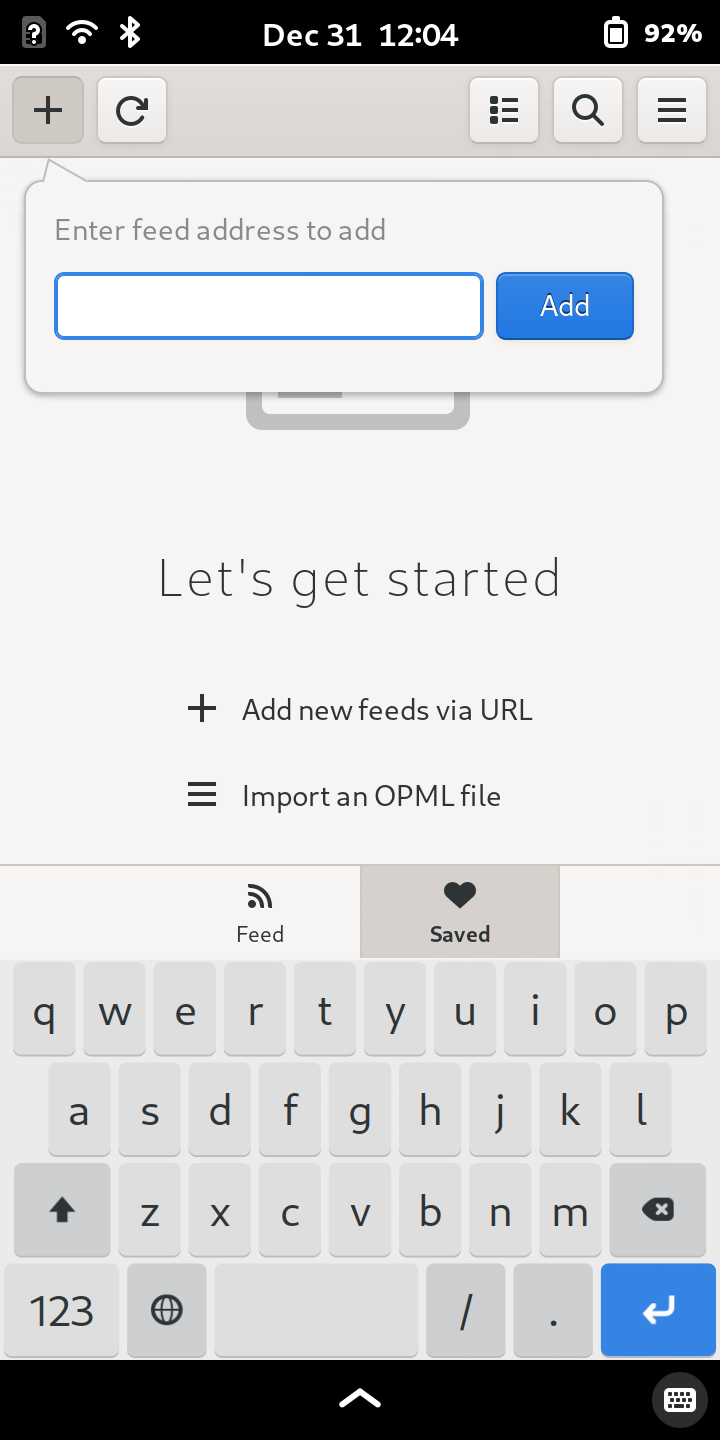 Dec 31 12:04 92%
Enter feed address to add
Add
Let's get started
Add new feeds via URL
Import an OPML file
Feed Saved
q w e r t y u i o p
a s d f g h j k l
z x c v b n m
123 / .